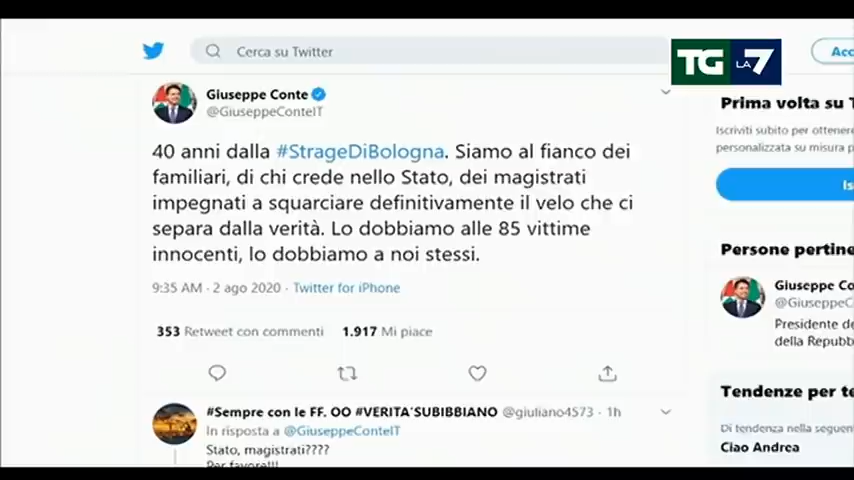 Cerca su Twitter
TG LA 7
Acc
Giuseppe Conte
@GiuseppeConteIT
40 anni dalla #StrageDiBologna. Siamo al fianco dei
familiari, di chi crede nello Stato, dei magistrati
impegnati a squarciare definitivamente il velo che ci
separa dalla verità. Lo dobbiamo alle 85 vittime
innocenti, lo dobbiamo a noi stessi.
9:35 AM · 2 ago 2020 · Twitter for iPhone
353 Retweet con commenti 1.917 Mi piace
#Sempre con le FF. OO #VERITA´SUBIBBIANO @giuliano4573 · 1h
In risposta a @GiuseppeConteIT
Stato, magistrati????
Per favore!!!
Prima volta su T
Iscriviti subito per ottenere
personalizzata su misura p
Is
Persone pertine
Giuseppe Co
@GiuseppeC
Presidente de
della Repubb
Tendenze per te
Di tendenza nella seguen
Ciao Andrea